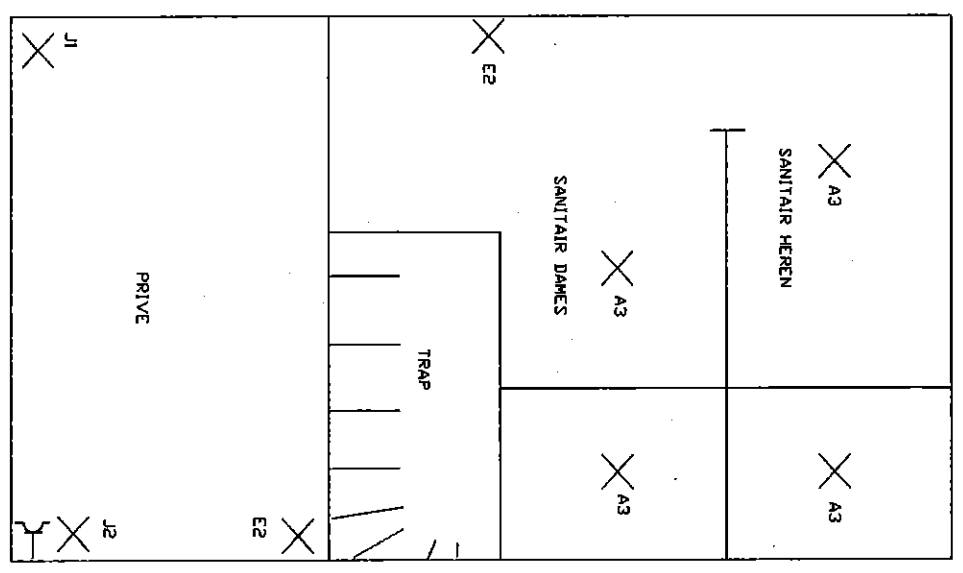 A3
A3
SANITAIR HEREN
A3
A3
SANITAIR DAMES
E2
TRAP
E2
PRIVE
J2
J1